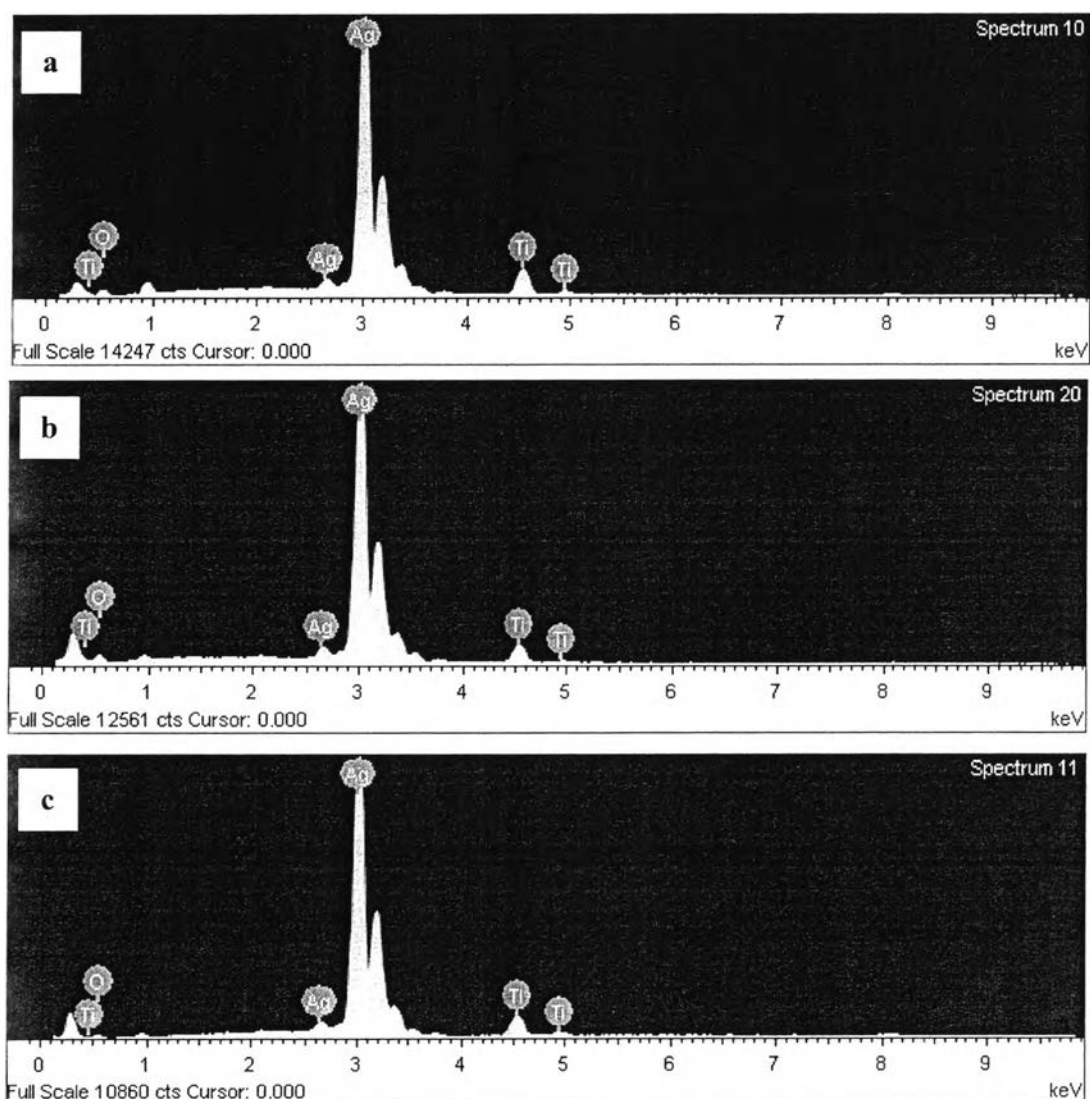 a
Spectrum 10
Ag
O
Ti
Ag
Ti
Ti
0 1 2 3 4 5 6 7 8 9
Full Scale 14247 cts Cursor: 0.000 keV
b
Spectrum 20
Ag
O
Ti
Ag
Ti
Ti
0 1 2 3 4 5 6 7 8 9
Full Scale 12561 cts Cursor: 0.000 keV
c
Spectrum 11
Ag
O
Ti
Ag
Ti
Ti
0 1 2 3 4 5 6 7 8 9
Full Scale 10860 cts Cursor: 0.000 keV